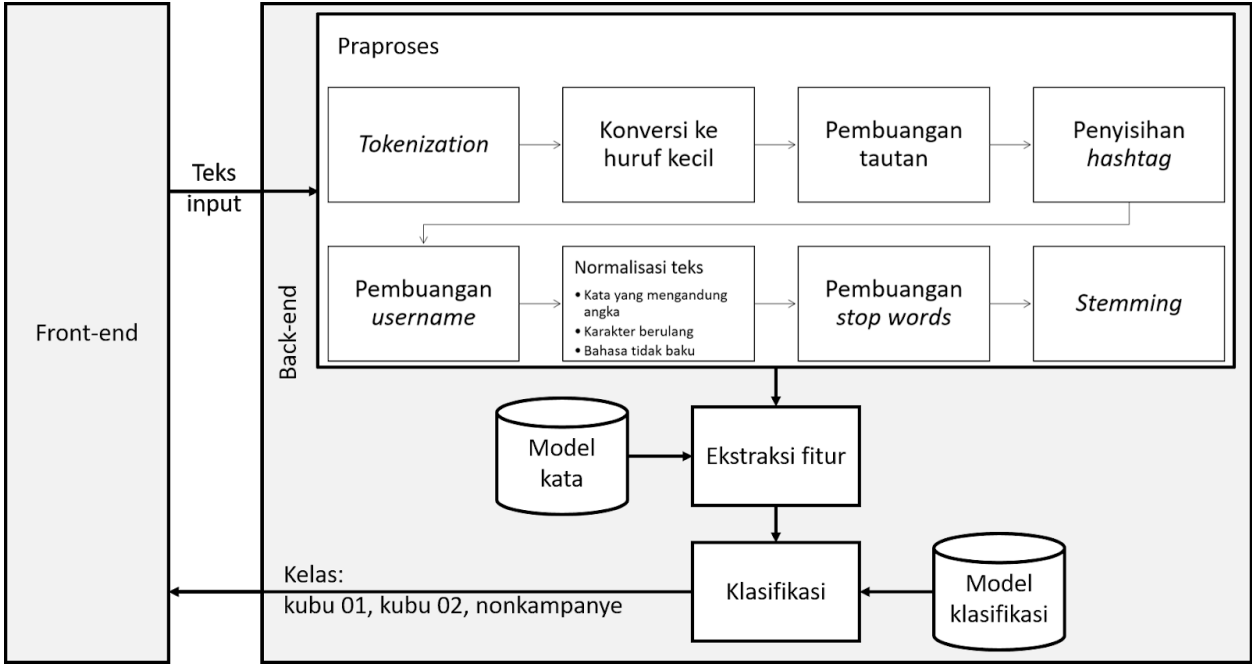 Praproses
Tokenization
Konversi ke
huruf kecil
Pembuangan
tautan
Penyisihan
hashtag
Teks
input
Pembuangan
username
Normalisasi teks
• Kata yang mengandung
angka
• Karakter berulang
• Bahasa tidak baku
Pembuangan
stop words
Stemming
Front-end
Back-end
Model
kata
Ekstraksi fitur
Kelas:
kubu 01, kubu 02, nonkampanye
Klasifikasi
Model
klasifikasi